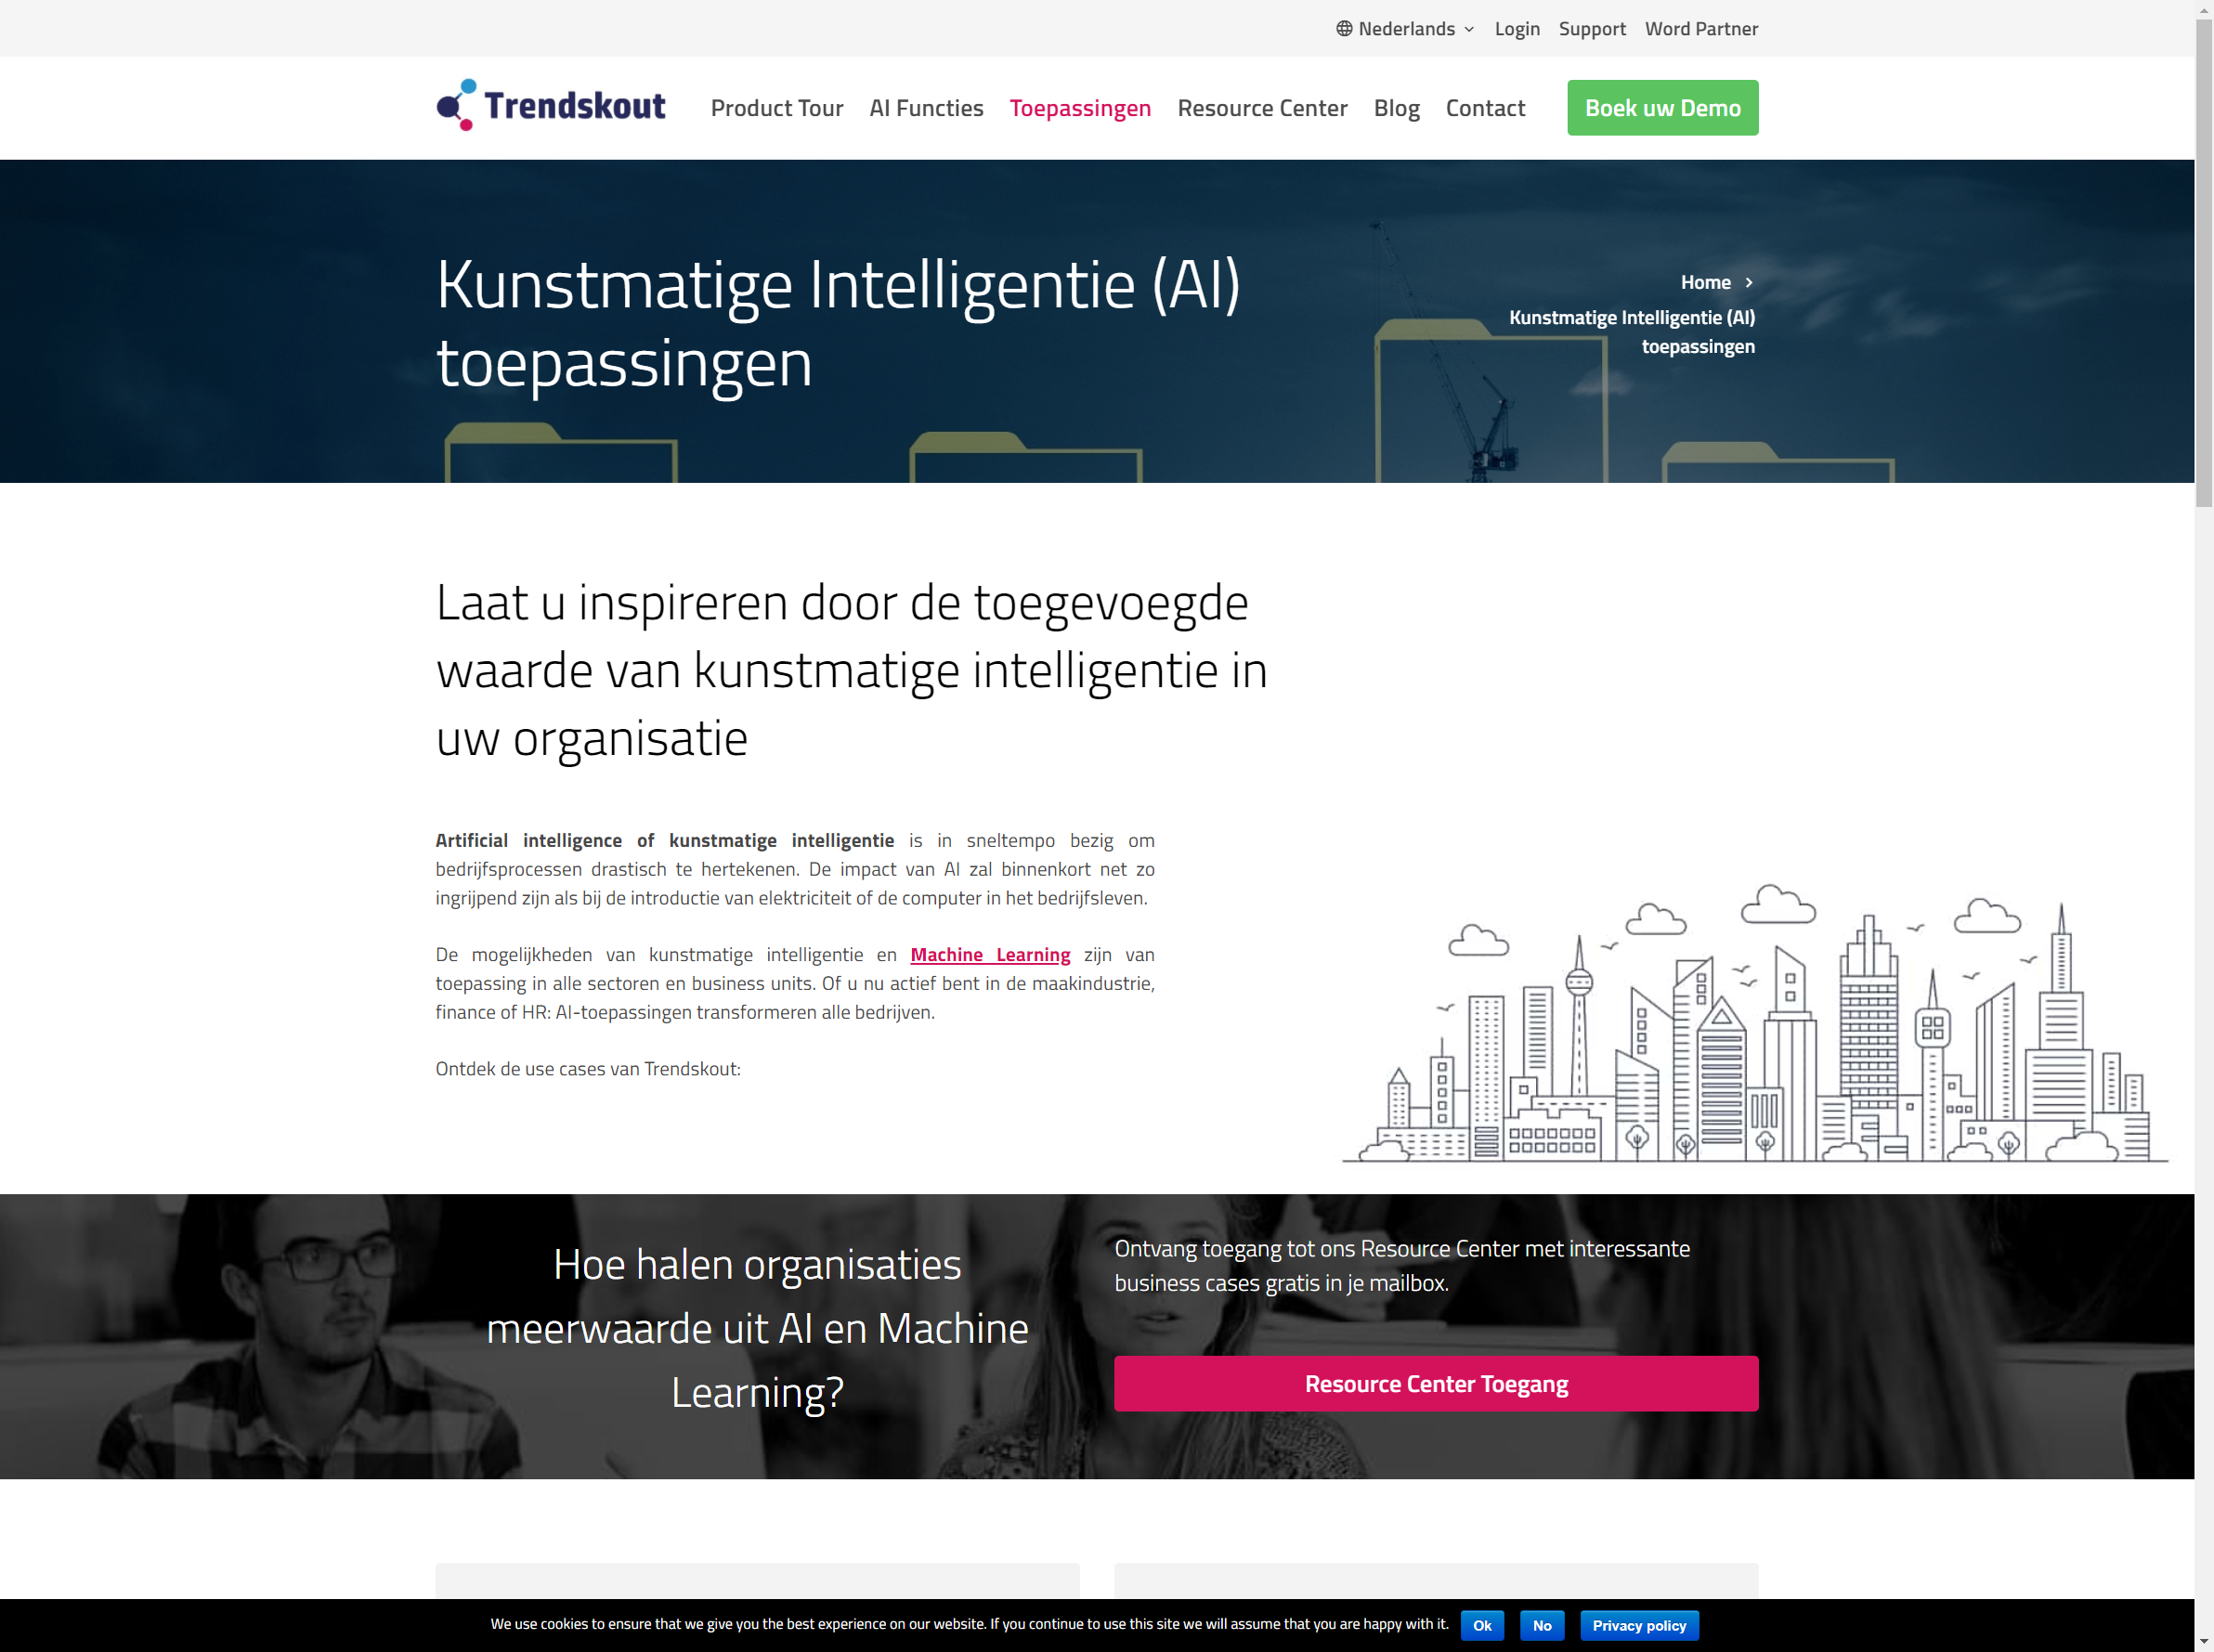 Nederlands Login Support Word Partner
Trendskout Product Tour AI Functies Toepassingen Resource Center Blog Contact Boek uw Demo
Kunstmatige Intelligentie (AI)
toepassingen
Home
Kunstmatige Intelligentie (AI)
toepassingen
Laat u inspireren door de toegevoegde
waarde van kunstmatige intelligentie in
uw organisatie
Artificial intelligence of kunstmatige intelligentie is in sneltempo bezig om
bedrijfsprocessen drastisch te hertekenen. De impact van AI zal binnenkort net zo
ingrijpend zijn als bij de introductie van elektriciteit of de computer in het bedrijfsleven.
De mogelijkheden van kunstmatige intelligentie en Machine Learning zijn van
toepassing in alle sectoren en business units. Of u nu actief bent in de maakindustrie,
finance of HR: AI-toepassingen transformeren alle bedrijven.
Ontdek de use cases van Trendskout:
Hoe halen organisaties
meerwaarde uit AI en Machine
Learning?
Ontvang toegang tot ons Resource Center met interessante
business cases gratis in je mailbox.
Resource Center Toegang
We use cookies to ensure that we give you the best experience on our website. If you continue to use this site we will assume that you are happy with it. Ok No Privacy policy